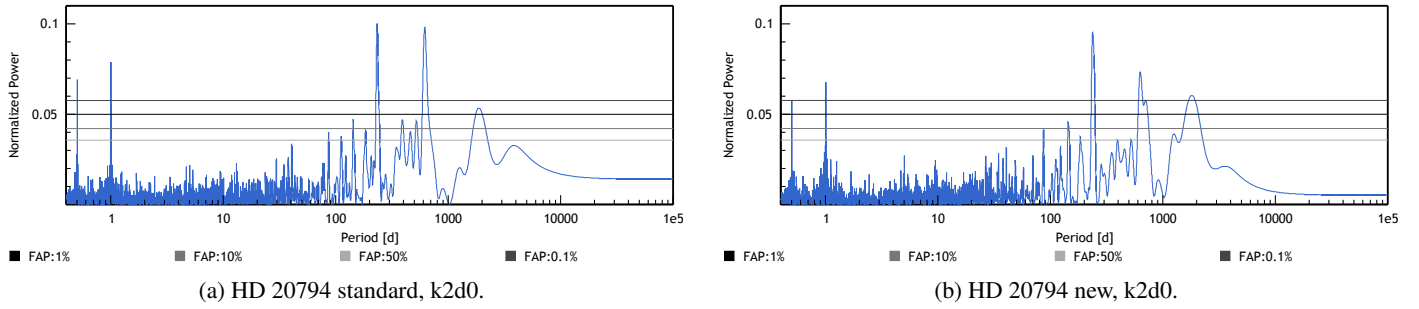 0.1
0.05
Normalized Power
1 10 100 1000 10000 1e5
Period [d]
FAP:1% FAP:10% FAP:50% FAP:0.1%
(a) HD 20794 standard, k2d0.
0.1
0.05
Normalized Power
1 10 100 1000 10000 1e5
Period [d]
FAP:1% FAP:10% FAP:50% FAP:0.1%
(b) HD 20794 new, k2d0.